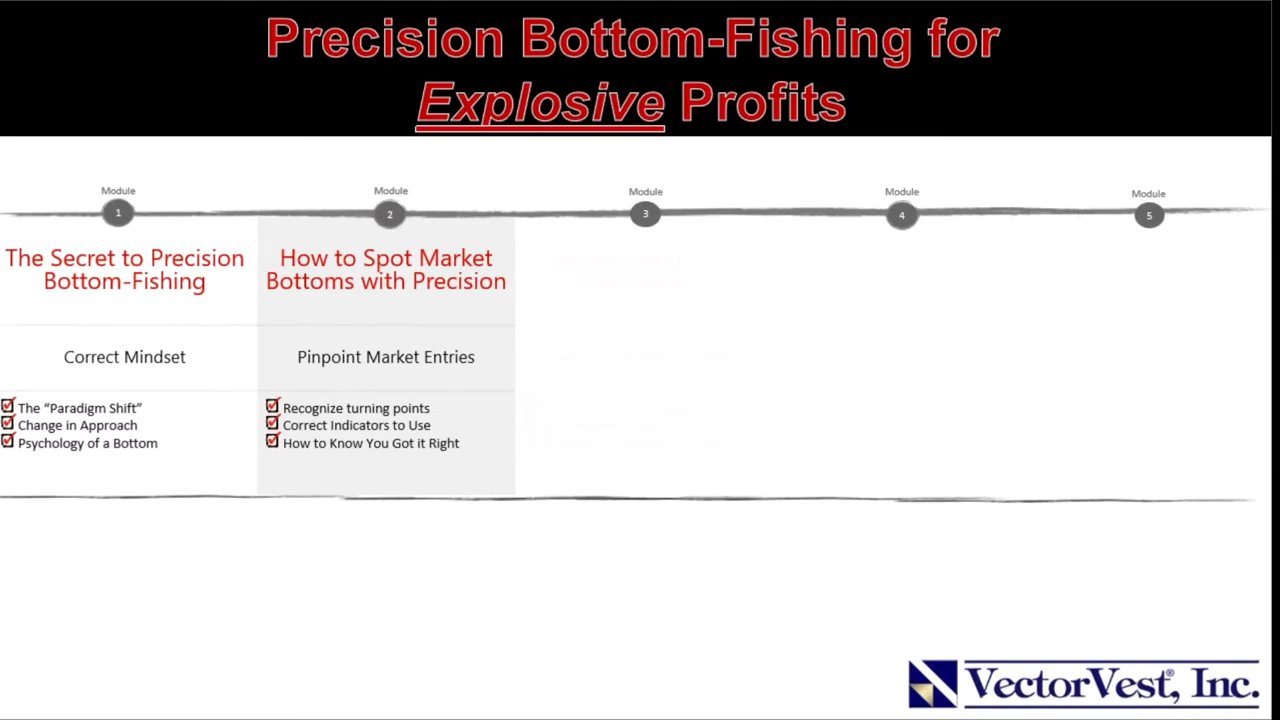 Precision Bottom-Fishing for
Explosive Profits
Module
1
Module
2
Module
3
Module
4
Module
5
The Secret to Precision
Bottom-Fishing
Correct Mindset
The “Paradigm Shift”
Change in Approach
Psychology of a Bottom
How to Spot Market
Bottoms with Precision
Pinpoint Market Entries
Recognize turning points
Correct Indicators to Use
How to Know You Got it Right
VectorVest®, Inc.